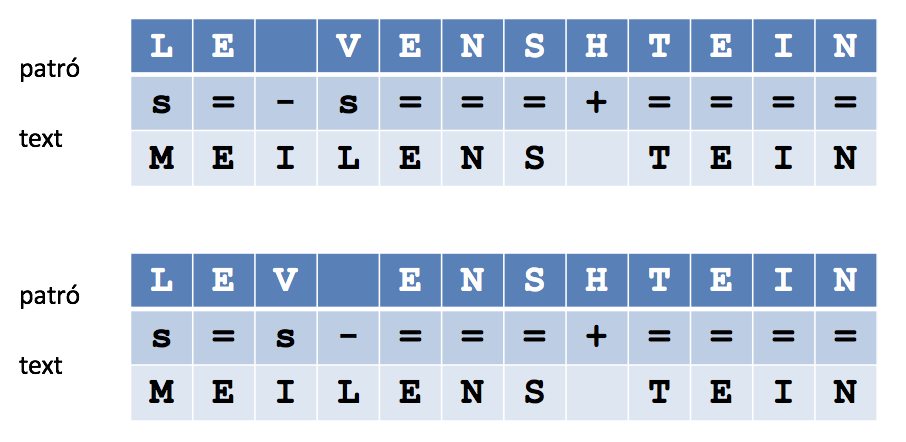 patró
L E V E N S H T E I N
s = - s = = = + = = = =
text
M E I L E N S T E I N
patró
L E V E N S H T E I N
s = s - = = = + = = = =
text
M E I L E N S T E I N